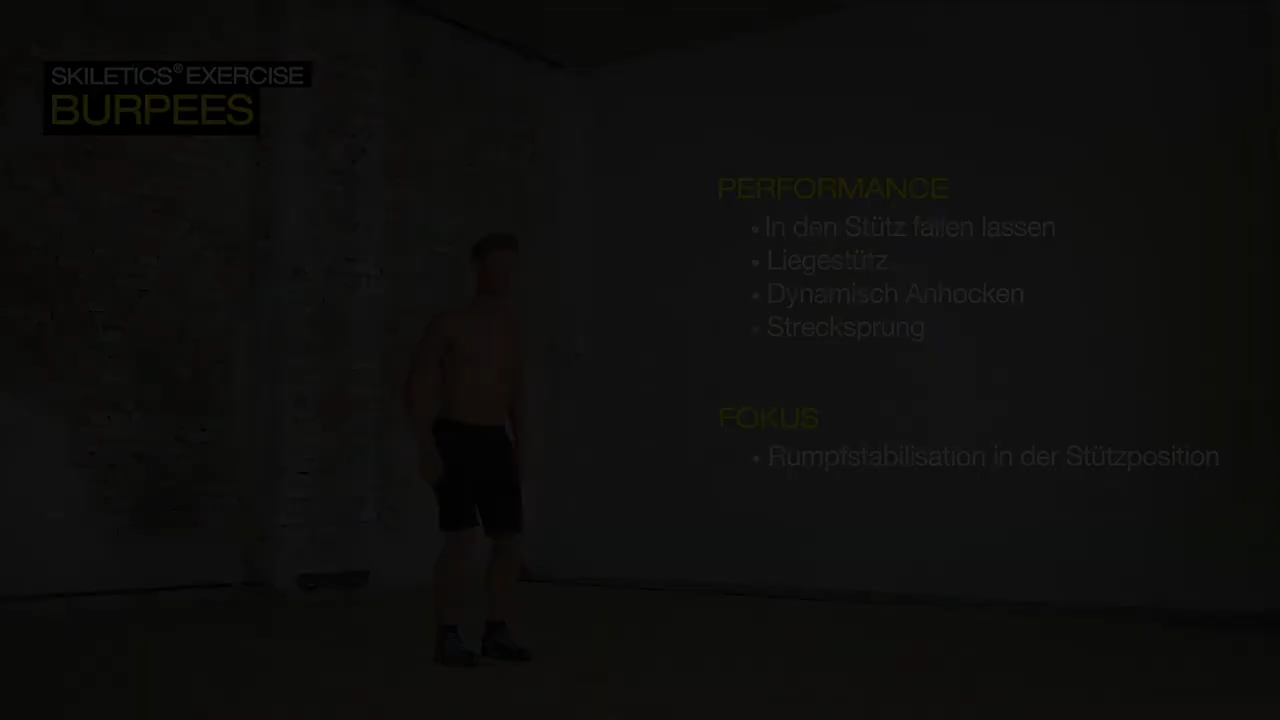 SKILETICS® EXERCISE
BURPEES
PERFORMANCE
• In den Stütz fallen lassen
• Liegestütz
• Dynamisch Anhocken
• Strecksprung
FOKUS
• Rumpfstabilisation in der Stützposition